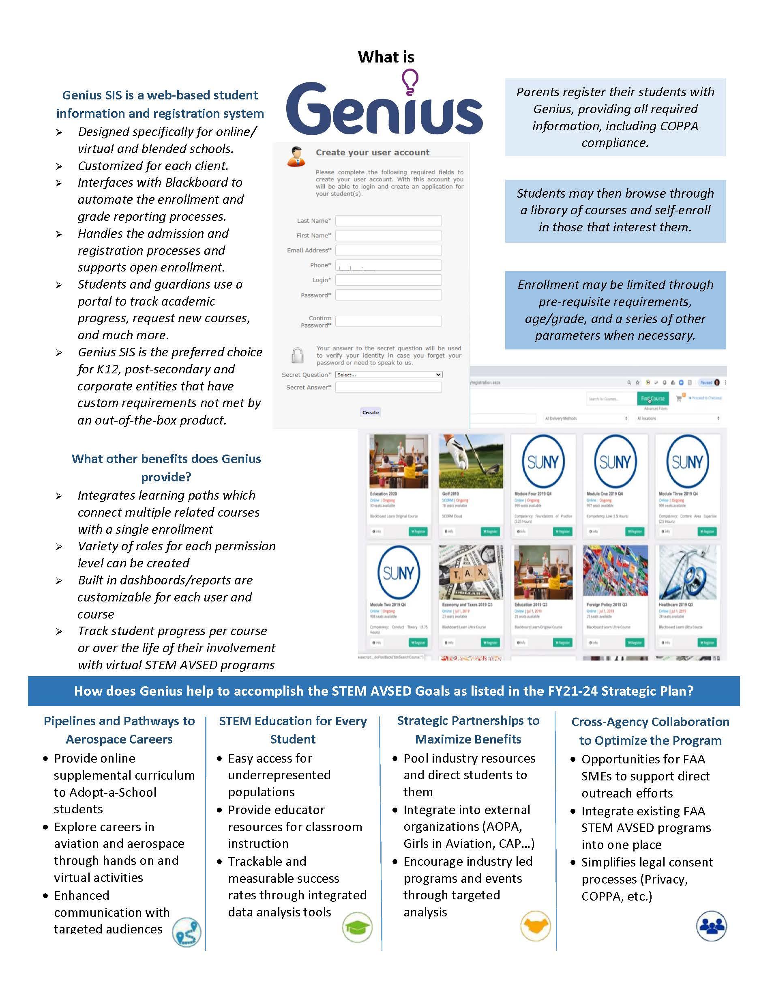 What is
Genius
Genius SIS is a web-based student
information and registration system
➢ Designed specifically for online/
virtual and blended schools.
➢ Customized for each client.
➢ Interfaces with Blackboard to
automate the enrollment and
grade reporting processes.
➢ Handles the admission and
registration processes and
supports open enrollment.
➢ Students and guardians use a
portal to track academic
progress, request new courses,
and much more.
➢ Genius SIS is the preferred choice
for K12, post-secondary and
corporate entities that have
custom requirements not met by
an out-of-the-box product.
What other benefits does Genius
provide?
➢ Integrates learning paths which
connect multiple related courses
with a single enrollment
➢ Variety of roles for each permission
level can be created
➢ Built in dashboards/reports are
customizable for each user and
course
➢ Track student progress per course
or over the life of their involvement
with virtual STEM AVSED programs
Create your user account
Please complete the following required fields to
create your user account. With this account you
will be able to login and create an application for
your student(s).
Last Name*
First Name*
Email Address*
Phone* (___) ___-____
Login*
Password*
Confirm
Password*
Your answer to the secret question will be used
to verify your identity in case you forget your
password or need to speak to us.
Secret Question* Select...
Secret Answer*
Create
Parents register their students with
Genius, providing all required
information, including COPPA
compliance.
Students may then browse through
a library of courses and self-enroll
in those that interest them.
Enrollment may be limited through
pre-requisite requirements,
age/grade, and a series of other
parameters when necessary.
/registration.aspx Paused
Search for Courses... Find Course Proceed to Checkout
Advanced Filters
All Delivery Methods All locations
SUNY SUNY SUNY
Education 2020 Golf 2019 Module Four 2019 Q4 Module One 2019 Q4 Module Three 2019 Q4
Online | Ongoing SCORM | Ongoing Online | Ongoing Online | Ongoing Online | Ongoing
30 seats available 18 seats available 999 seats available 997 seats available 999 seats available
Blackboard Learn Original Course SCORM Cloud Competency: Foundations of Practice Competency: Law (1.5 Hours) Competency: Content Area Expertise
(3.25 Hours) (2.5 Hours)
Info Register Info Register Info Register Info Register Info Register
SUNY TAX
Module Two 2019 Q4 Economy and Taxes 2019 Q3 Education 2019 Q3 Foreign Policy 2019 Q3 Healthcare 2019 Q3
Online | Ongoing Online | Jul 1, 2019 Online | Jul 1, 2019 Online | Jul 1, 2019 Online | Jul 1, 2019
998 seats available 23 seats available 29 seats available 25 seats available 28 seats available
Competency: Conduct Theory (1.75 Blackboard Learn Ultra Course Blackboard Learn Original Course Blackboard Learn Ultra Course Blackboard Learn Ultra Course
Hours)
Info Register Info Register Info Register Info Register Info Register
How does Genius help to accomplish the STEM AVSED Goals as listed in the FY21-24 Strategic Plan?
Pipelines and Pathways to
Aerospace Careers
• Provide online
supplemental curriculum
to Adopt-a-School
students
• Explore careers in
aviation and aerospace
through hands on and
virtual activities
• Enhanced
communication with
targeted audiences
STEM Education for Every
Student
• Easy access for
underrepresented
populations
• Provide educator
resources for classroom
instruction
• Trackable and
measurable success
rates through integrated
data analysis tools
Strategic Partnerships to
Maximize Benefits
• Pool industry resources
and direct students to
them
• Integrate into external
organizations (AOPA,
Girls in Aviation, CAP...)
• Encourage industry led
programs and events
through targeted
analysis
Cross-Agency Collaboration
to Optimize the Program
• Opportunities for FAA
SMEs to support direct
outreach efforts
• Integrate existing FAA
STEM AVSED programs
into one place
• Simplifies legal consent
processes (Privacy,
COPPA, etc.)